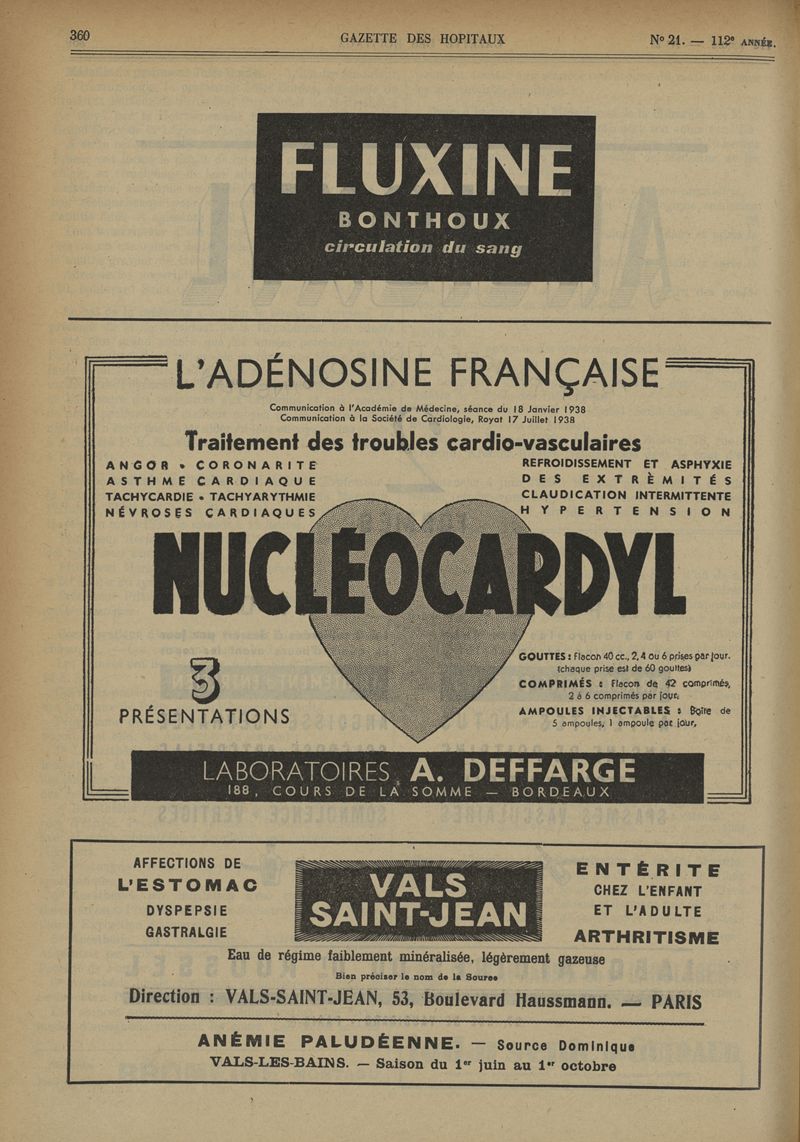 360
GAZETTE DES HOPITAUX
N° 21. — 112e ANNÉE.
FLUXINE
BONTHOUX
circulation du sang
L'ADÉNOSINE FRANÇAISE
Communication à l'Académie de Médecine, séance du 18 Janvier 1938
Communication à la Société de Cardiologie, Royat 17 Juillet 1938
Traitement des troubles cardio-vasculaires
ANGOR • CORONARITE
ASTHME CARDIAQUE
TACHYCARDIE • TACHYARYTHMIE
NÉVROSES CARDIAQUES
REFROIDISSEMENT ET ASPHYXIE
DES EXTRÈMITÉS
CLAUDICATION INTERMITTENTE
HYPERTENSION
NUCLÉOCARDYL
3
PRÉSENTATIONS
GOUTTES : Flacon 40 cc., 2, 4 ou 6 prises par jour.
(chaque prise est de 60 gouttes)
COMPRIMÉS : Flacon de 42 comprimés,
2 à 6 comprimés par jour.
AMPOULES INJECTABLES : Boîte de
5 ampoules, 1 ampoule par jour.
LABORATOIRES A. DEFFARGE
188, COURS DE LA SOMME — BORDEAUX
AFFECTIONS DE
L'ESTOMAC
DYSPEPSIE
GASTRALGIE
VALS
SAINT-JEAN
ENTÉRITE
CHEZ L'ENFANT
ET L'ADULTE
ARTHRITISME
Eau de régime faiblement minéralisée, légèrement gazeuse
Bien préciser le nom de la Source
Direction : VALS-SAINT-JEAN, 53, Boulevard Haussmann. — PARIS
ANÉMIE PALUDÉENNE. — Source Dominique
VALS-LES-BAINS. — Saison du 1er juin au 1er octobre